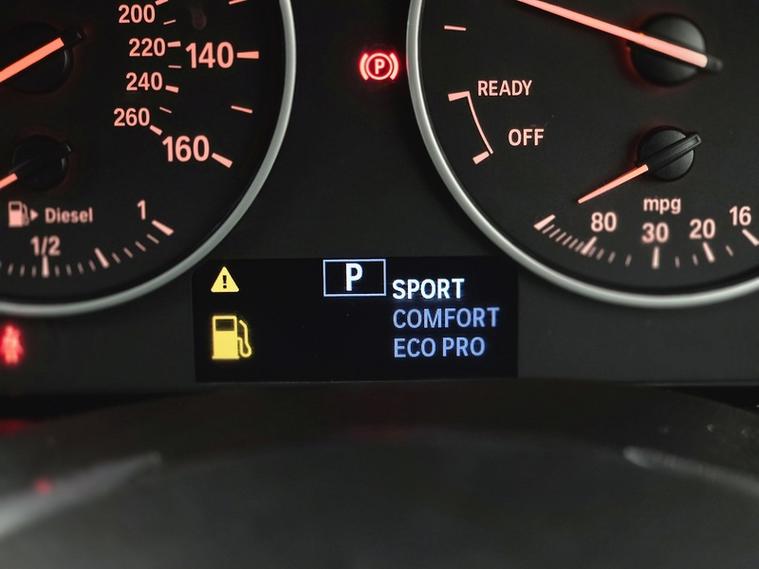 200
220
240
260
140
160
Diesel
1/2
1
P
READY
OFF
mpg
80
30
20
16
P
SPORT
COMFORT
ECO PRO